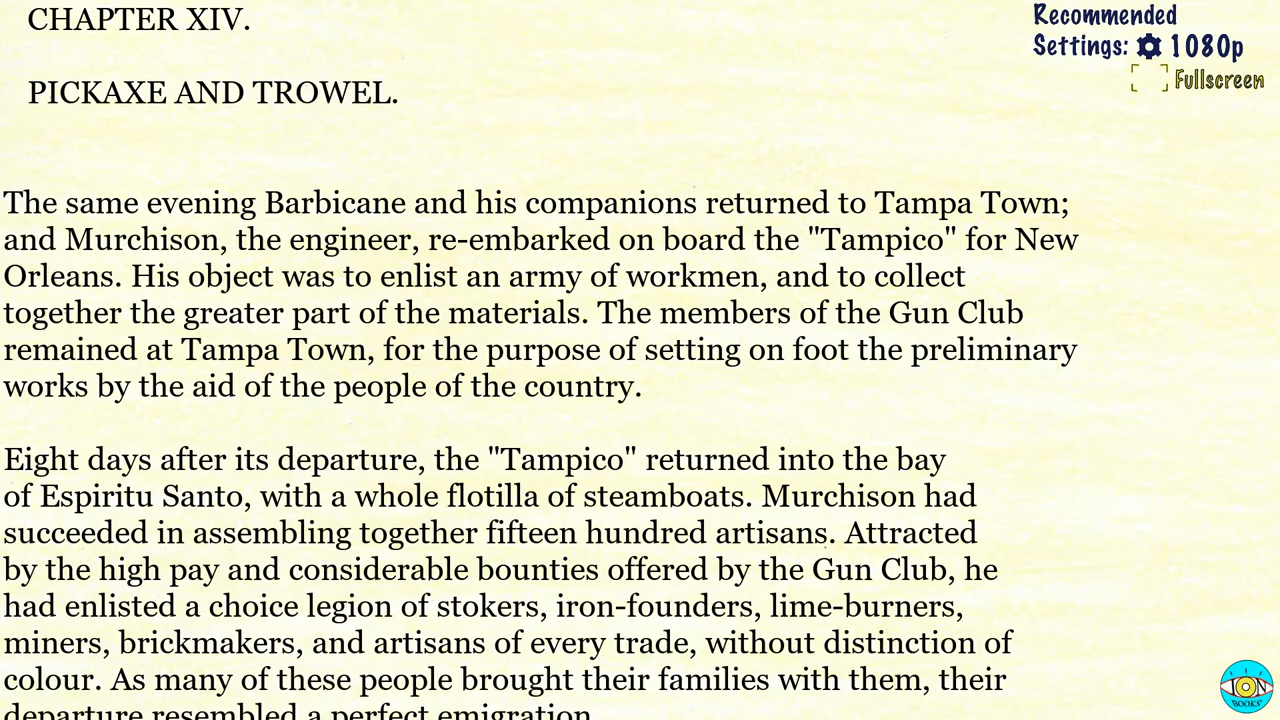 CHAPTER XIV.
Recommended
Settings: 1080p
Fullscreen
PICKAXE AND TROWEL.
The same evening Barbicane and his companions returned to Tampa Town;
and Murchison, the engineer, re-embarked on board the "Tampico" for New
Orleans. His object was to enlist an army of workmen, and to collect
together the greater part of the materials. The members of the Gun Club
remained at Tampa Town, for the purpose of setting on foot the preliminary
works by the aid of the people of the country.
Eight days after its departure, the "Tampico" returned into the bay
of Espiritu Santo, with a whole flotilla of steamboats. Murchison had
succeeded in assembling together fifteen hundred artisans. Attracted
by the high pay and considerable bounties offered by the Gun Club, he
had enlisted a choice legion of stokers, iron-founders, lime-burners,
miners, brickmakers, and artisans of every trade, without distinction of
colour. As many of these people brought their families with them, their
departure resembled a perfect emigration.
ION
BOOKS